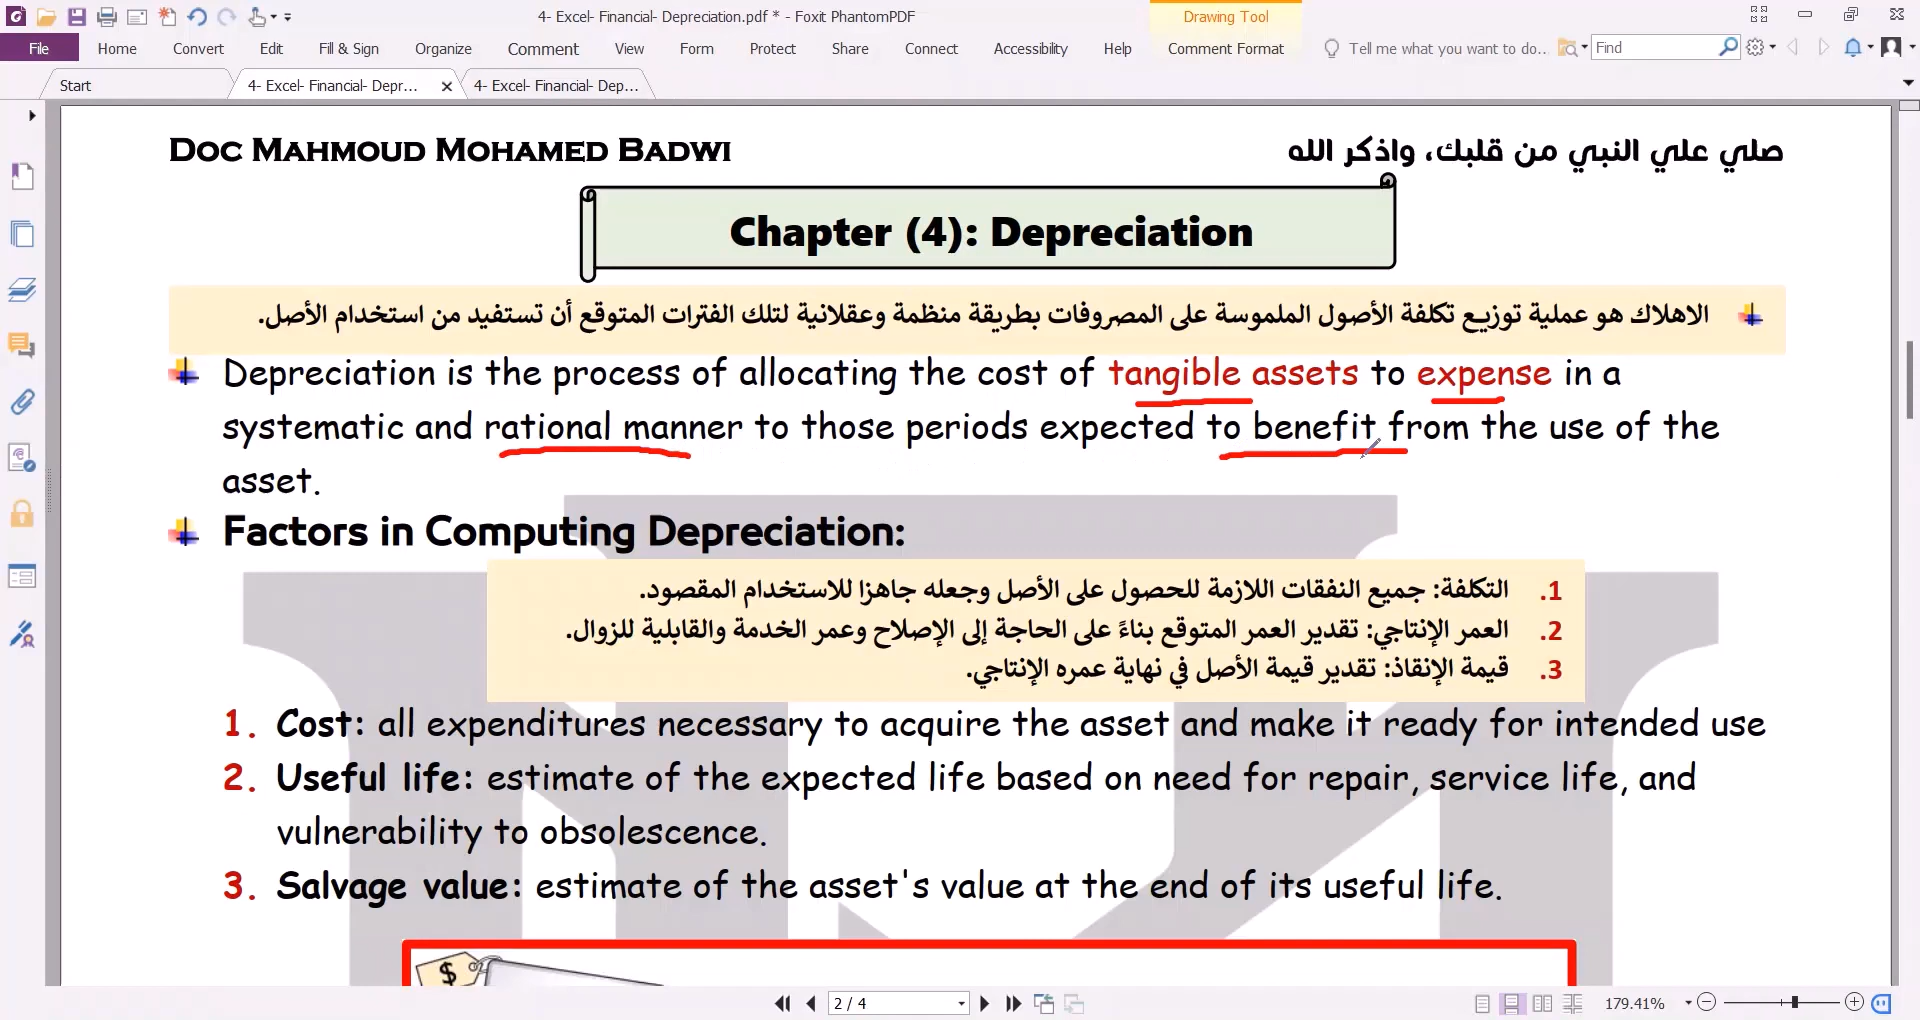 4- Excel- Financial- Depreciation.pdf * - Foxit PhantomPDF
Drawing Tool
File Home Convert Edit Fill & Sign Organize Comment View Form Protect Share Connect Accessibility Help Comment Format Tell me what you want to do.. Find
Start
4- Excel- Financial- Depr...
4- Excel- Financial- Dep...
DOC MAHMOUD MOHAMED BADWI
صلي علي النبي من قلبك، واذكر الله
Chapter (4): Depreciation
الاهلاك هو عملية توزيع تكلفة الأصول الملموسة على المصروفات بطريقة منظمة وعقلانية لتلك الفترات المتوقع أن تستفيد من استخدام الأصل.
Depreciation is the process of allocating the cost of tangible assets to expense in a
systematic and rational manner to those periods expected to benefit from the use of the
asset.
Factors in Computing Depreciation:
1. التكلفة: جميع النفقات اللازمة للحصول على الأصل وجعله جاهزا للاستخدام المقصود.
2. العمر الإنتاجي: تقدير العمر المتوقع بناءً على الحاجة إلى الإصلاح وعمر الخدمة والقابلية للزوال.
3. قيمة الإنقاذ: تقدير قيمة الأصل في نهاية عمره الإنتاجي.
1. Cost: all expenditures necessary to acquire the asset and make it ready for intended use
2. Useful life: estimate of the expected life based on need for repair, service life, and
vulnerability to obsolescence.
3. Salvage value: estimate of the asset's value at the end of its useful life.
$
2 / 4
179.41%